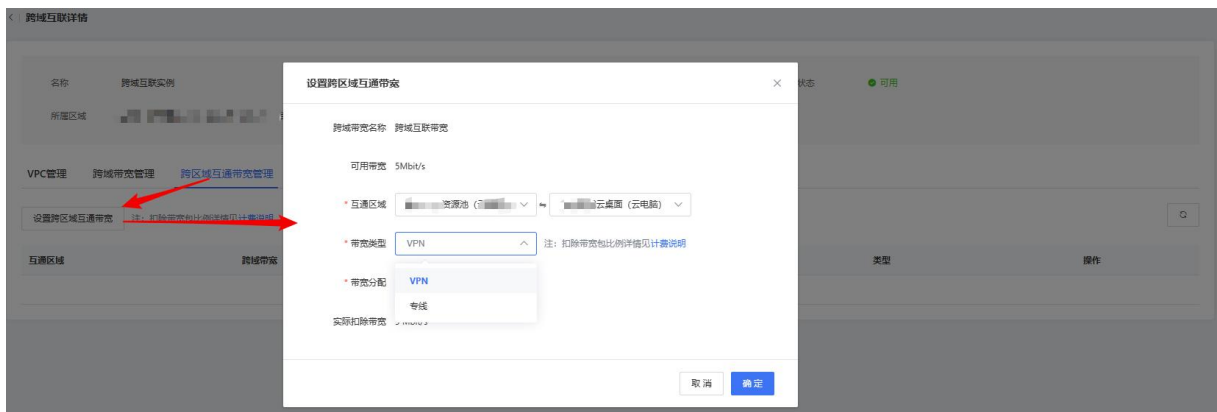 跨域互联详情
名称 跨域互联实例 状态 可用
所属区域
设置跨区域互通带宽
跨域带宽名称 跨域互联带宽
可用带宽 5Mbit/s
* 互通区域 资源池（ ⇋ 云桌面（云电脑）
* 带宽类型 VPN 注：扣除带宽包比例详情见计费说明
VPN
专线
* 带宽分配
实际扣除带宽
取消 确定
VPC管理 跨域带宽管理 跨区域互通带宽管理
设置跨区域互通带宽 注：扣除带宽包比例详情见计费说明
互通区域 跨域带宽 类型 操作